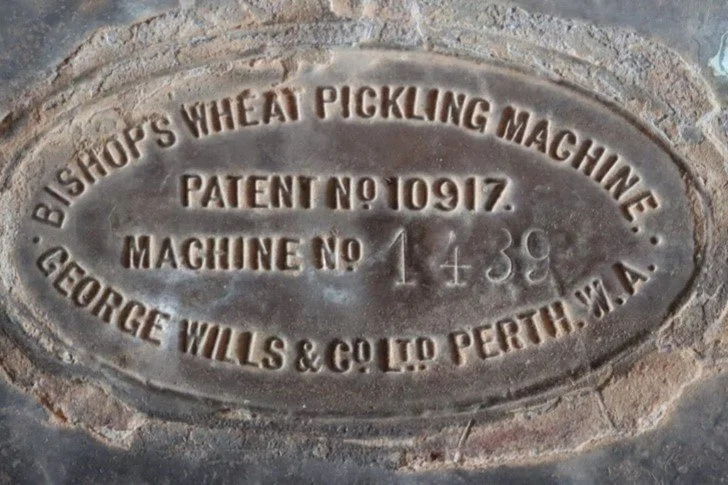 BISHOP'S WHEAT PICKLING MACHINE.
PATENT No 10917.
MACHINE No 1439
GEORGE WILLS & Co LTD PERTH. W. A.